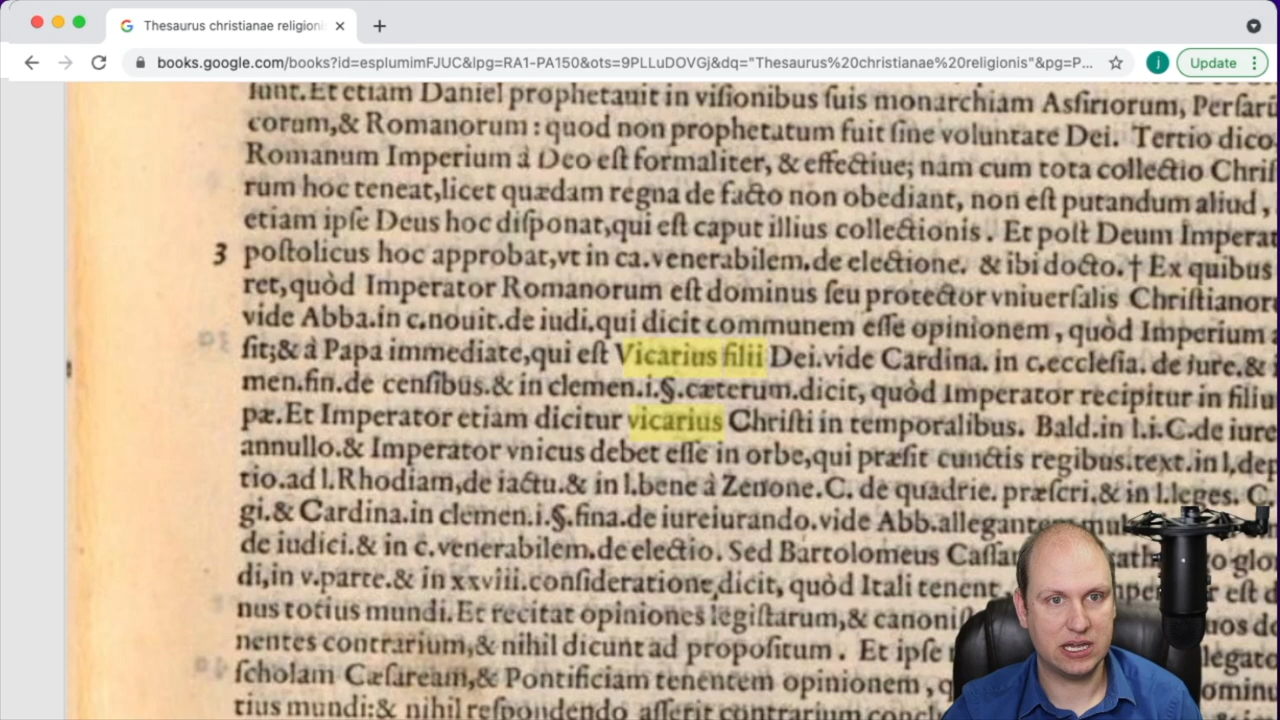 Thesaurus christianae religioni
books.google.com/books?id=esplumimFJUC&lpg=RA1-PA150&ots=9PLLuDOVGj&dq="Thesaurus%20christianae%20religionis"&pg=P...
Update
j
ſunt. Et etiam Daniel prophetauit in viſionibus ſuis monarchiam Aſſiriorum, Perſarū
corum,& Romanorum : quod non prophetatum fuit ſine voluntate Dei. Tertio dico
Romanum Imperium à Deo eſt formaliter, & effectiue; nam cum tota collectio Chriſ
rum hoc teneat,licet quædam regna de facto non obediant, non eſt putandum aliud,
etiam ipſe Deus hoc diſponat,qui eſt caput illius collectionis. Et poſt Deum Imperat
3 poſtolicus hoc approbat,vt in ca.venerabilem.de electione. & ibi docto.† Ex quibus
ret,quòd Imperator Romanorum eſt dominus ſeu protector vniuerſalis Chriſtianor
vide Abba.in c.nouit.de iudi.qui dicit communem eſſe opinionem, quòd Imperium
ſit;& à Papa immediate,qui eſt Vicarius filii Dei.vide Cardina. in c.eccleſia. de iure.&
men.fin.de cenſibus.& in clemen.i.§.cæterum.dicit, quòd Imperator recipitur in filiu
pæ.Et Imperator etiam dicitur vicarius Chriſti in temporalibus. Bald.in l.i.C.de iure
annullo.& Imperator vnicus debet eſſe in orbe,qui præſit cunctis regibus.text.in l,dep
tio.ad l.Rhodiam,de iactu.& in l.bene à Zenone.C. de quadrie. præſcri.& in l.leges. C.
gi.& Cardina.in clemen.i.§.fina.de iureiurando.vide Abb.allegantem
de iudici.& in c.venerabilem.de electio. Sed Bartolomeus Caſſa
di,in v.parte.& in xxviii.conſideratione,dicit, quòd Itali tenent
nus totius mundi.Et recitat opiniones legiſtarum,& canoniſ
nentes contrarium,& nihil dicunt ad propoſitum. Et ipſe
ſcholam Cæſaream,& Pontificiam tenentem opinionem, q
tius mundi:& nihil reſpondendo aſſerit contrarium